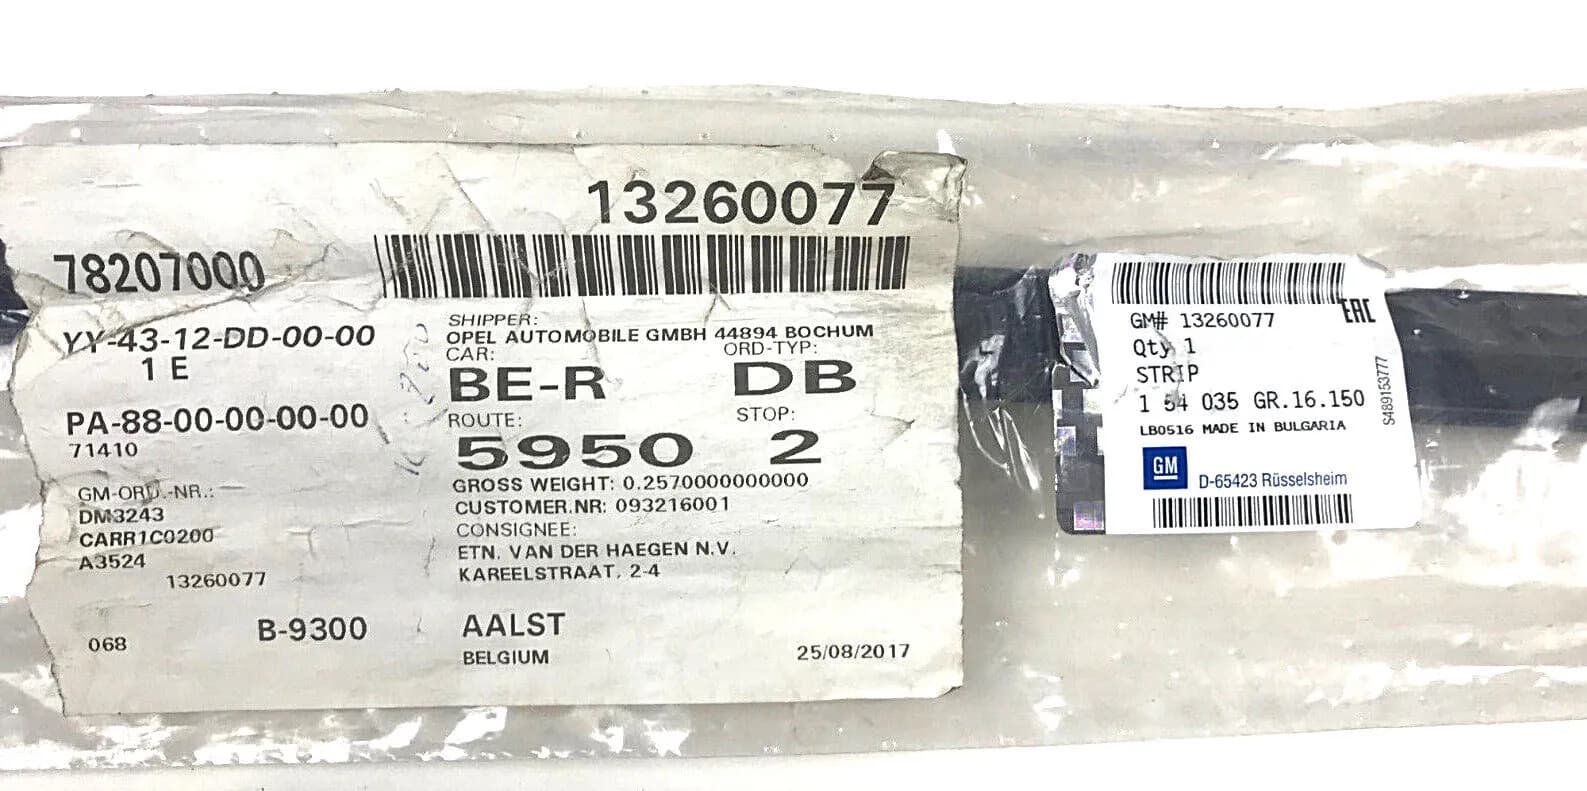 13260077
78207000
YY-43-12-DD-00-00
1 E
PA-88-00-00-00-00
71410
GM-ORD.-NR.:
DM3243
CARR1C0200
A3524
13260077
068
B-9300
SHIPPER:
OPEL AUTOMOBILE GMBH 44894 BOCHUM
CAR:
ORD-TYP:
BE-R
DB
ROUTE:
STOP:
5950
2
GROSS WEIGHT: 0.2570000000000
CUSTOMER.NR: 093216001
CONSIGNEE:
ETN. VAN DER HAEGEN N.V.
KAREELSTRAAT, 2-4
AALST
BELGIUM
25/08/2017
EAC
GM# 13260077
Qty 1
STRIP
1 54 035 GR.16.150
LB0516 MADE IN BULGARIA
S489153777
GM
D-65423 Rüsselsheim